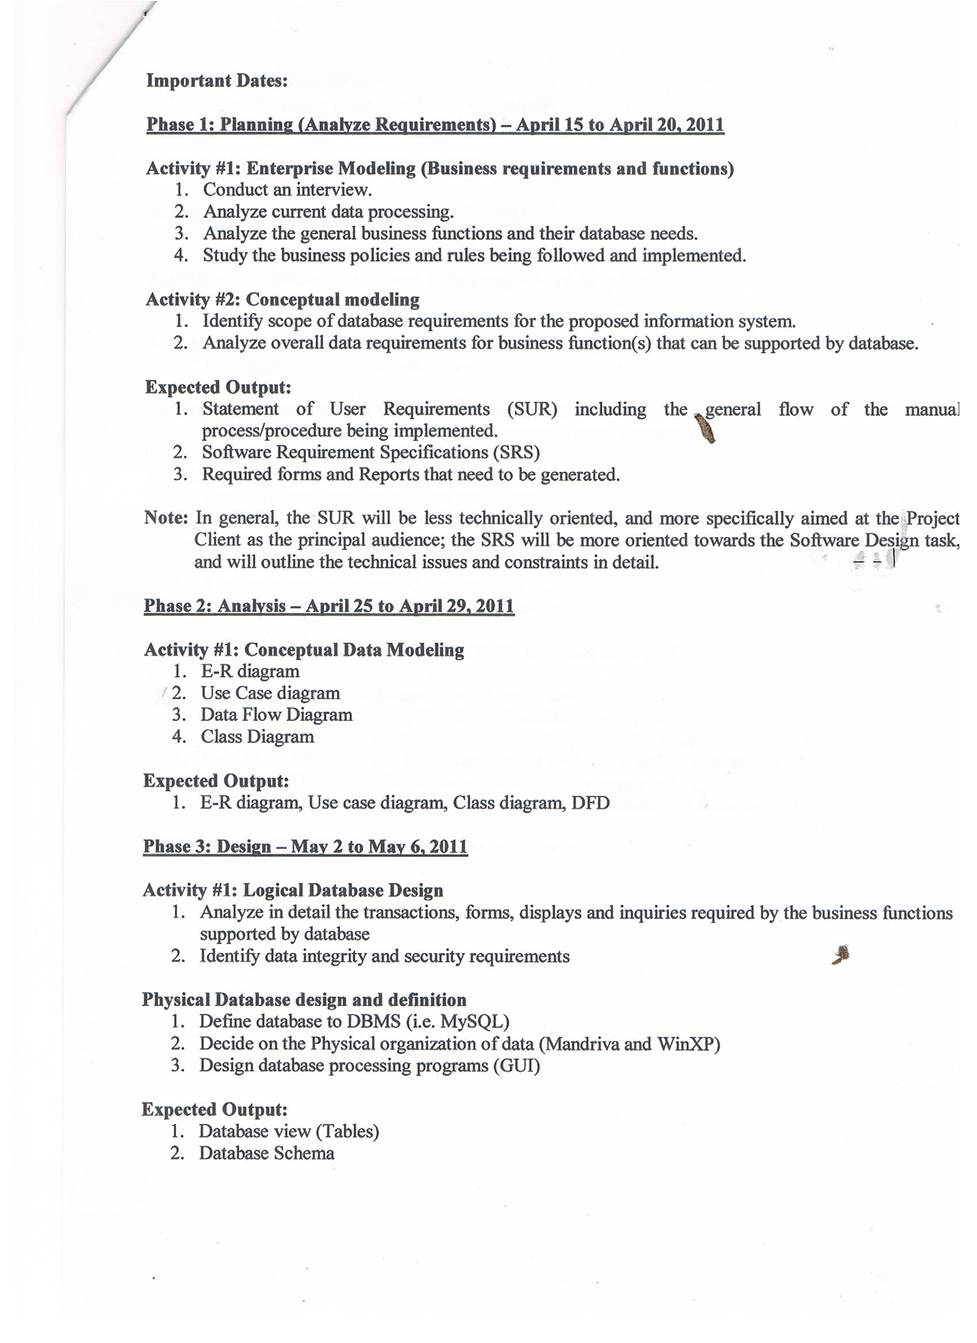 Important Dates:
Phase 1: Planning (Analyze Requirements) – April 15 to April 20, 2011
Activity #1: Enterprise Modeling (Business requirements and functions)
1. Conduct an interview.
2. Analyze current data processing.
3. Analyze the general business functions and their database needs.
4. Study the business policies and rules being followed and implemented.
Activity #2: Conceptual modeling
1. Identify scope of database requirements for the proposed information system.
2. Analyze overall data requirements for business function(s) that can be supported by database.
Expected Output:
1. Statement of User Requirements (SUR) including the general flow of the manual
process/procedure being implemented.
2. Software Requirement Specifications (SRS)
3. Required forms and Reports that need to be generated.
Note: In general, the SUR will be less technically oriented, and more specifically aimed at the Project
Client as the principal audience; the SRS will be more oriented towards the Software Design task,
and will outline the technical issues and constraints in detail.
Phase 2: Analysis – April 25 to April 29, 2011
Activity #1: Conceptual Data Modeling
1. E-R diagram
2. Use Case diagram
3. Data Flow Diagram
4. Class Diagram
Expected Output:
1. E-R diagram, Use case diagram, Class diagram, DFD
Phase 3: Design – May 2 to May 6, 2011
Activity #1: Logical Database Design
1. Analyze in detail the transactions, forms, displays and inquiries required by the business functions
supported by database
2. Identify data integrity and security requirements
Physical Database design and definition
1. Define database to DBMS (i.e. MySQL)
2. Decide on the Physical organization of data (Mandriva and WinXP)
3. Design database processing programs (GUI)
Expected Output:
1. Database view (Tables)
2. Database Schema